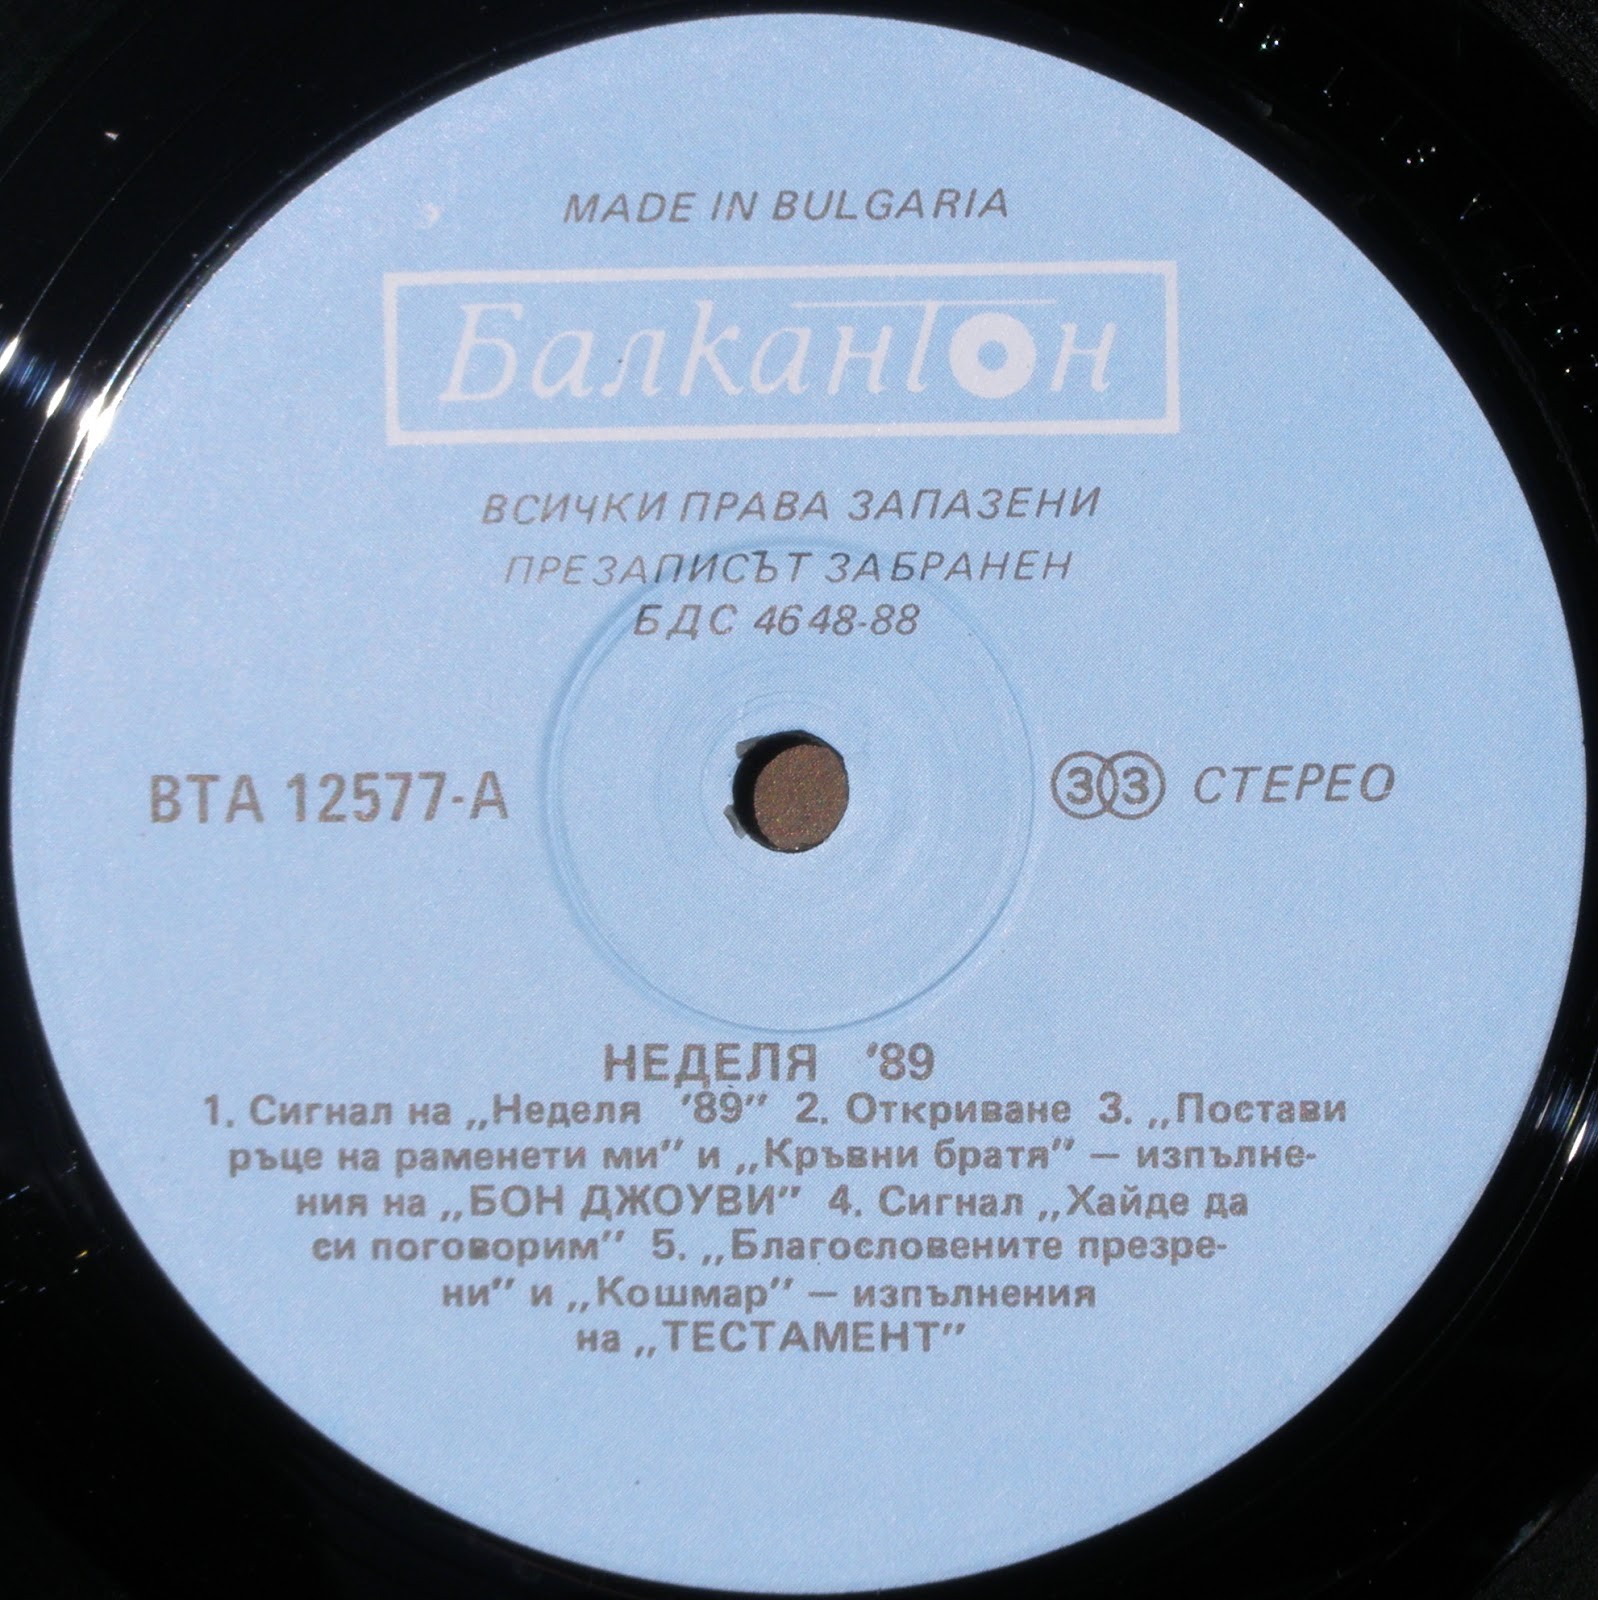 MADE IN BULGARIA
Балкантон
ВСИЧКИ ПРАВА ЗАПАЗЕНИ
ПРЕЗАПИСЪТ ЗАБРАНЕН
БДС 4648-88
ВТА 12577-А
33 СТЕРЕО
НЕДЕЛЯ '89
1. Сигнал на „Неделя '89" 2. Откриване 3. „Постави
ръце на раменети ми" и „Кръвни братя" — изпълне-
ния на „БОН ДЖОУВИ" 4. Сигнал „Хайде да
си поговорим" 5. „Благословените презре-
ни" и „Кошмар" — изпълнения
на „ТЕСТАМЕНТ"